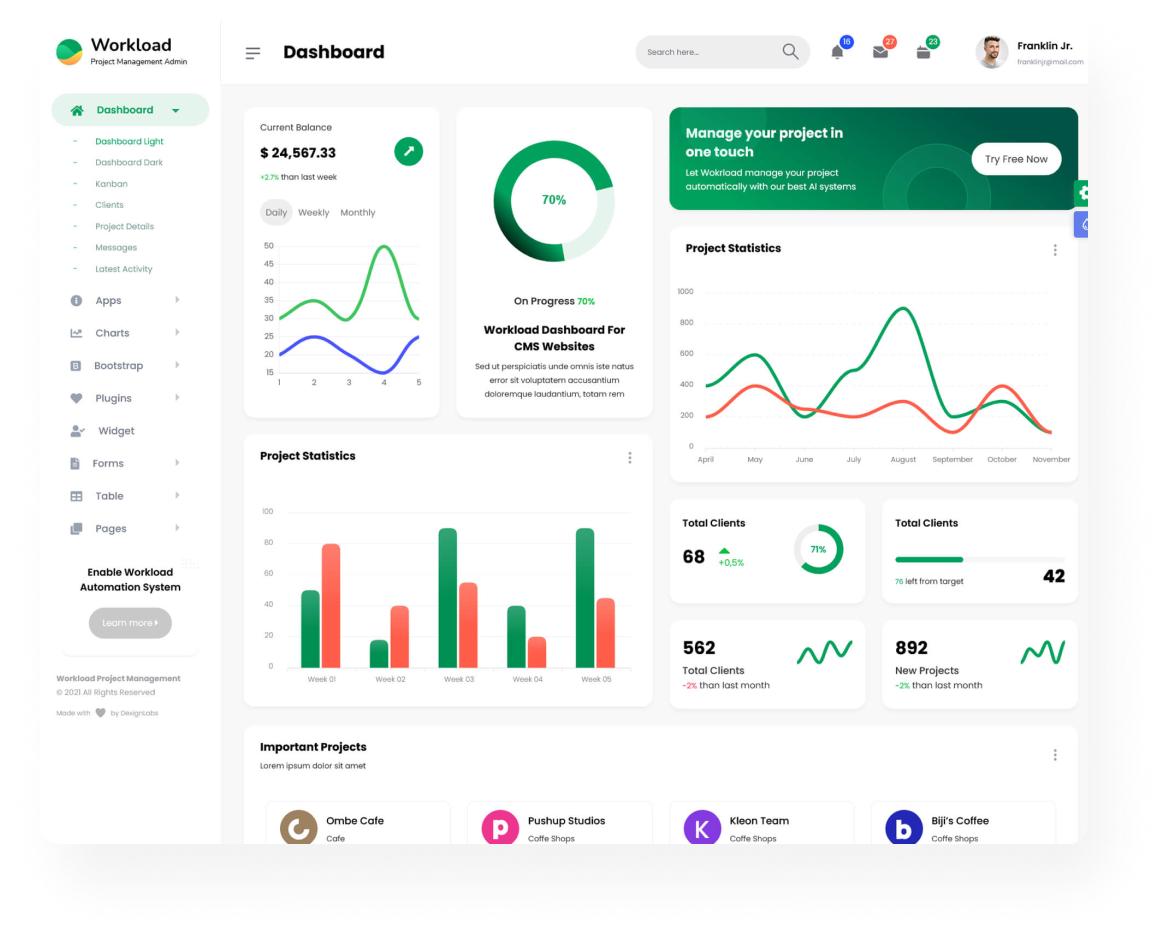 Workload
Project Management Admin
Dashboard
Search here...
16
27
23
Franklin Jr.
franklinjr@mail.com
Dashboard
- Dashboard Light
- Dashboard Dark
- Kanban
- Clients
- Project Details
- Messages
- Latest Activity
Apps
Charts
Bootstrap
Plugins
Widget
Forms
Table
Pages
Enable Workload
Automation System
Learn more
Workload Project Management
© 2021 All Rights Reserved
Made with by DexignLabs
Current Balance
$ 24,567.33
+2.7% than last week
Daily Weekly Monthly
50
45
40
35
30
25
20
15
1 2 3 4 5
70%
On Progress 70%
Workload Dashboard For
CMS Websites
Sed ut perspiciatis unde omnis iste natus
error sit voluptatem accusantium
doloremque laudantium, totam rem
Manage your project in
one touch
Let Wokrload manage your project
automatically with our best AI systems
Try Free Now
Project Statistics
1000
800
600
400
200
0
April May June July August September October November
Project Statistics
100
80
60
40
20
0
Week 01 Week 02 Week 03 Week 04 Week 05
Total Clients
68
+0,5%
71%
Total Clients
76 left from target
42
562
Total Clients
-2% than last month
892
New Projects
-2% than last month
Important Projects
Lorem ipsum dolor sit amet
Ombe Cafe
Cafe
p
Pushup Studios
Coffe Shops
K
Kleon Team
Coffe Shops
b
Biji's Coffee
Coffe Shops